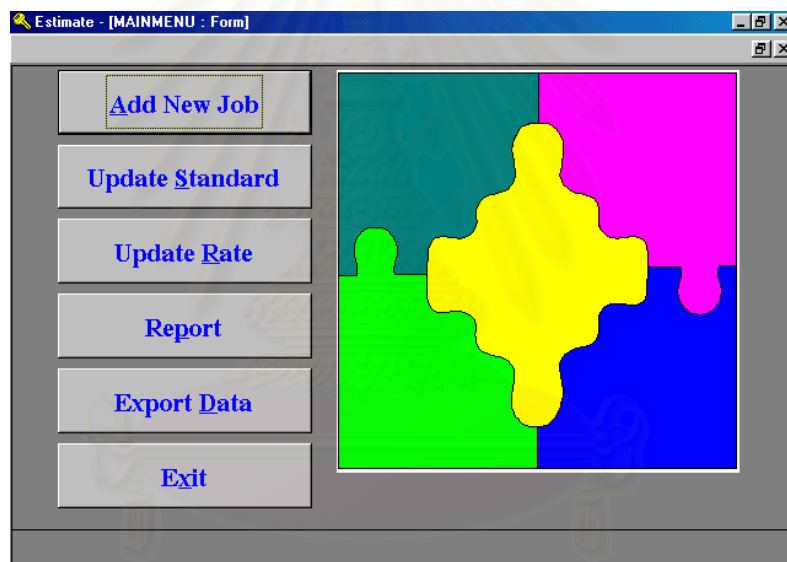 Estimate - [MAINMENU : Form]
Add New Job
Update Standard
Update Rate
Report
Export Data
Exit